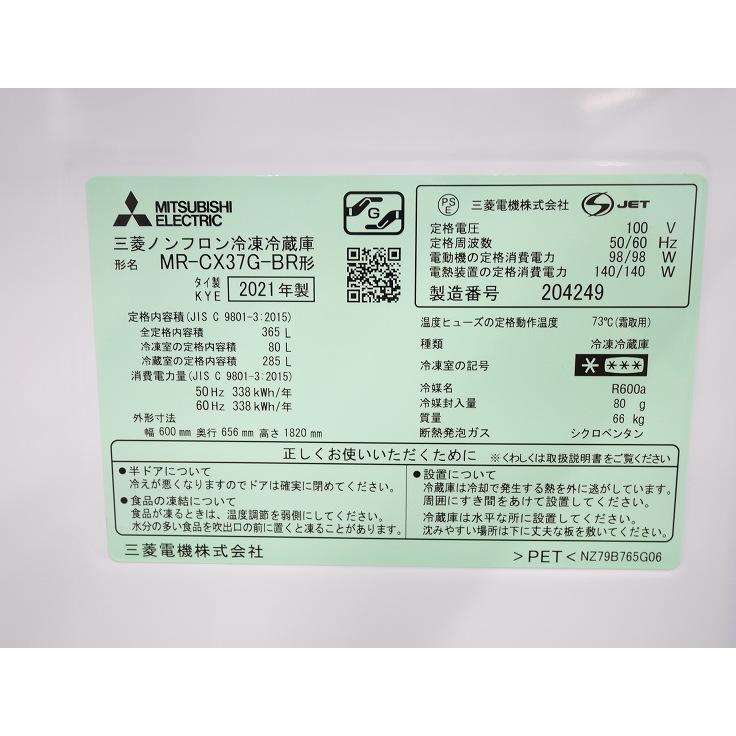 MITSUBISHI
ELECTRIC
G
三菱ノンフロン冷凍冷蔵庫
形名 MR-CX37G-BR形
タイ製
KYE 2021年製
定格内容積(JIS C 9801-3:2015)
全定格内容積 365 L
冷凍室の定格内容積 80 L
冷蔵室の定格内容積 285 L
消費電力量(JIS C 9801-3:2015)
50 Hz 338 kWh/年
60 Hz 338 kWh/年
外形寸法
幅 600 mm 奥行 656 mm 高さ 1820 mm
PSE 三菱電機株式会社 S JET
定格電圧 100 V
定格周波数 50/60 Hz
電動機の定格消費電力 98/98 W
電熱装置の定格消費電力 140/140 W
製造番号 204249
温度ヒューズの定格動作温度 73℃(霜取用)
種類 冷凍冷蔵庫
冷凍室の記号 * ***
冷媒名 R600a
冷媒封入量 80 g
質量 66 kg
断熱発泡ガス シクロペンタン
正しくお使いいただくために ※くわしくは取扱説明書をご覧ください
●半ドアについて
冷えが悪くなりますのでドアは確実に閉めてください。
●食品の凍結について
食品が凍るときは、温度調節を弱側にしてください。
水分の多い食品を吹出口の前に置くと凍ることがあります。
●設置について
冷蔵庫は冷却で発生する熱を外に逃がしています。
周囲にすき間をあけて設置してください。
冷蔵庫は水平な所に設置してください。
沈みやすい場所は下に丈夫な板を敷いてください。
三菱電機株式会社
＞PET＜ NZ79B765G06